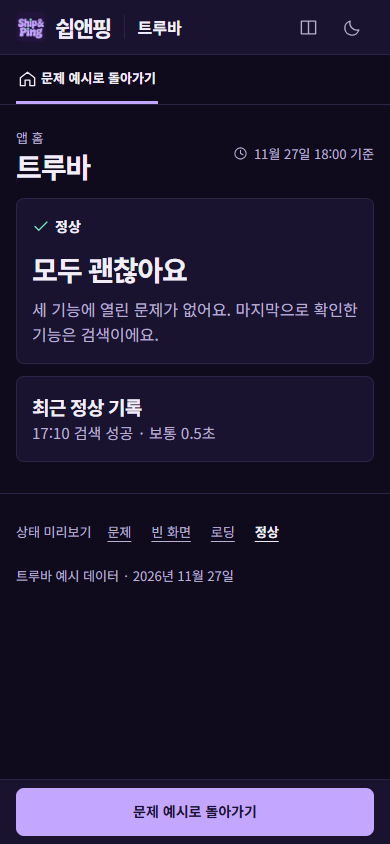 Ship&
Ping
쉽앤핑
트루바
문제 예시로 돌아가기
앱 홈
트루바
11월 27일 18:00 기준
정상
모두 괜찮아요
세 기능에 열린 문제가 없어요. 마지막으로 확인한
기능은 검색이에요.
최근 정상 기록
17:10 검색 성공 · 보통 0.5초
상태 미리보기 문제 빈 화면 로딩 정상
트루바 예시 데이터 · 2026년 11월 27일
문제 예시로 돌아가기